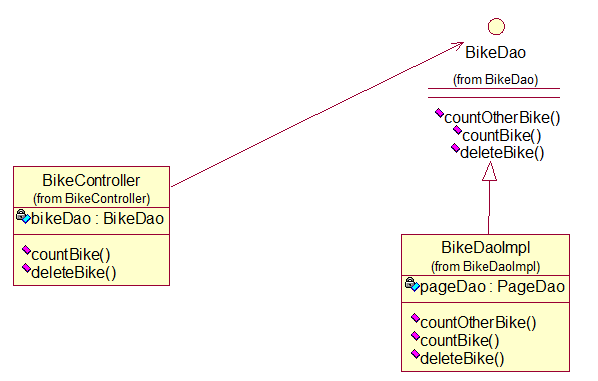 BikeDao
(from BikeDao)
countOtherBike()
countBike()
deleteBike()
BikeController
(from BikeController)
bikeDao : BikeDao
countBike()
deleteBike()
BikeDaoImpl
(from BikeDaoImpl)
pageDao : PageDao
countOtherBike()
countBike()
deleteBike()